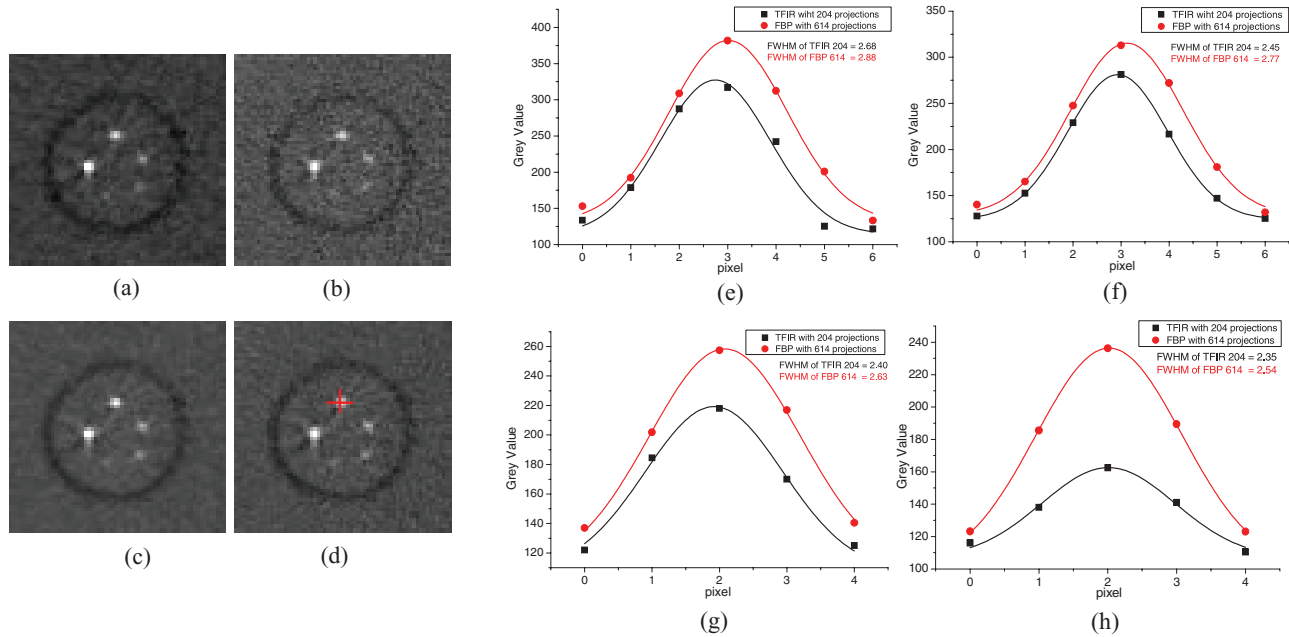 (a)
(b)
(c)
(d)
TFIR wiht 204 projections
FBP with 614 projections
FWHM of TFIR 204 = 2.68
FWHM of FBP 614 = 2.88
400
350
300
250
200
150
100
Grey Value
0 1 2 3 4 5 6
pixel
(e)
TFIR whit 204 projections
FBP with 614 projections
FWHM of TFIR 204 = 2.45
FWHM of FBP 614 = 2.77
350
300
250
200
150
100
Grey Value
0 1 2 3 4 5 6
pixel
(f)
TFIR with 204 projections
FBP with 614 projections
FWHM of TFIR 204 = 2.40
FWHM of FBP 614 = 2.63
260
240
220
200
180
160
140
120
Grey Value
0 1 2 3 4
pixel
(g)
TFIR with 204 projections
FBP with 614 projections
FWHM of TFIR 204 = 2.35
FWHM of FBP 614 = 2.54
240
220
200
180
160
140
120
100
Grey Value
0 1 2 3 4
pixel
(h)